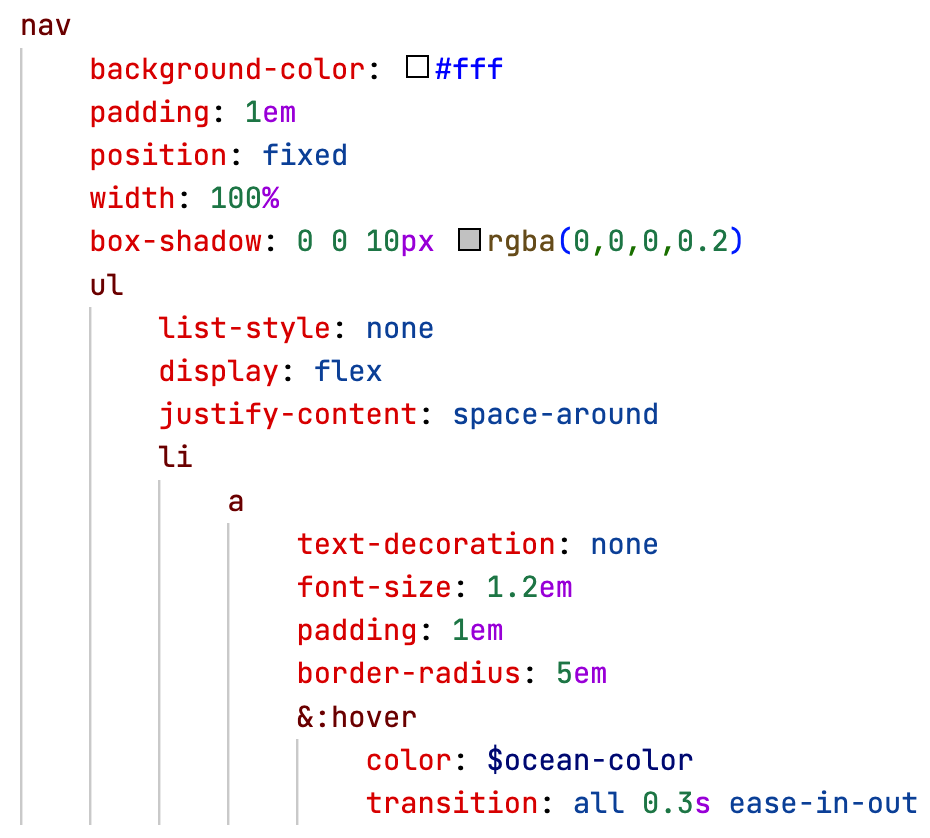 nav
    background-color: #fff
    padding: 1em
    position: fixed
    width: 100%
    box-shadow: 0 0 10px rgba(0,0,0,0.2)
    ul
        list-style: none
        display: flex
        justify-content: space-around
        li
            a
                text-decoration: none
                font-size: 1.2em
                padding: 1em
                border-radius: 5em
                &:hover
                    color: $ocean-color
                    transition: all 0.3s ease-in-out